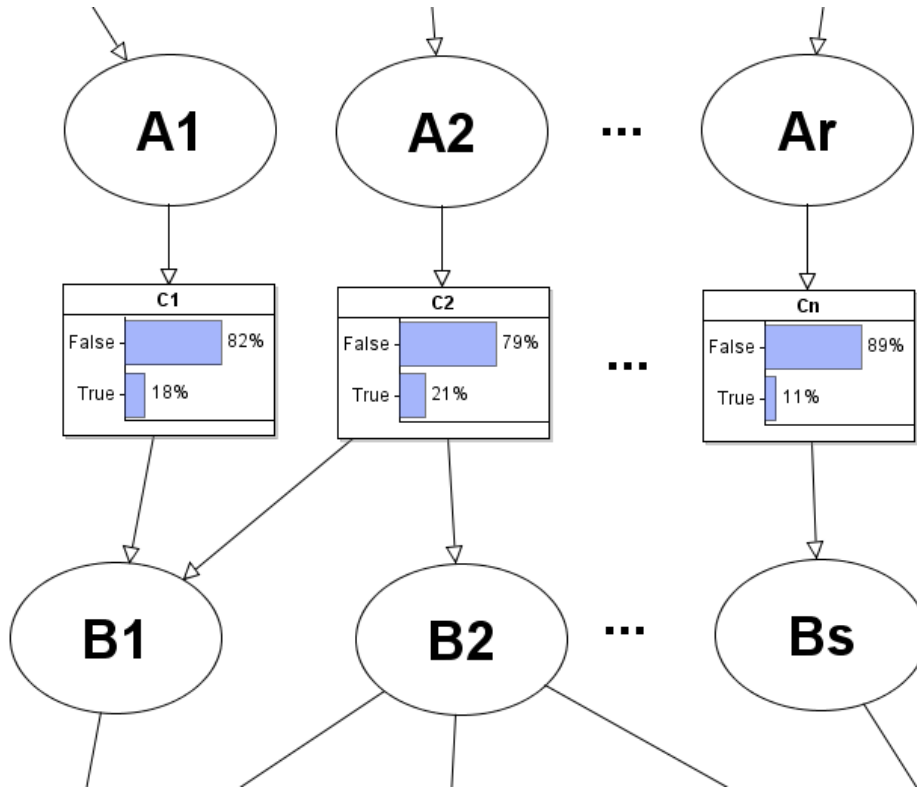 A1
A2
...
Ar
C1
False 82%
True 18%
C2
False 79%
True 21%
...
Cn
False 89%
True 11%
B1
B2
...
Bs